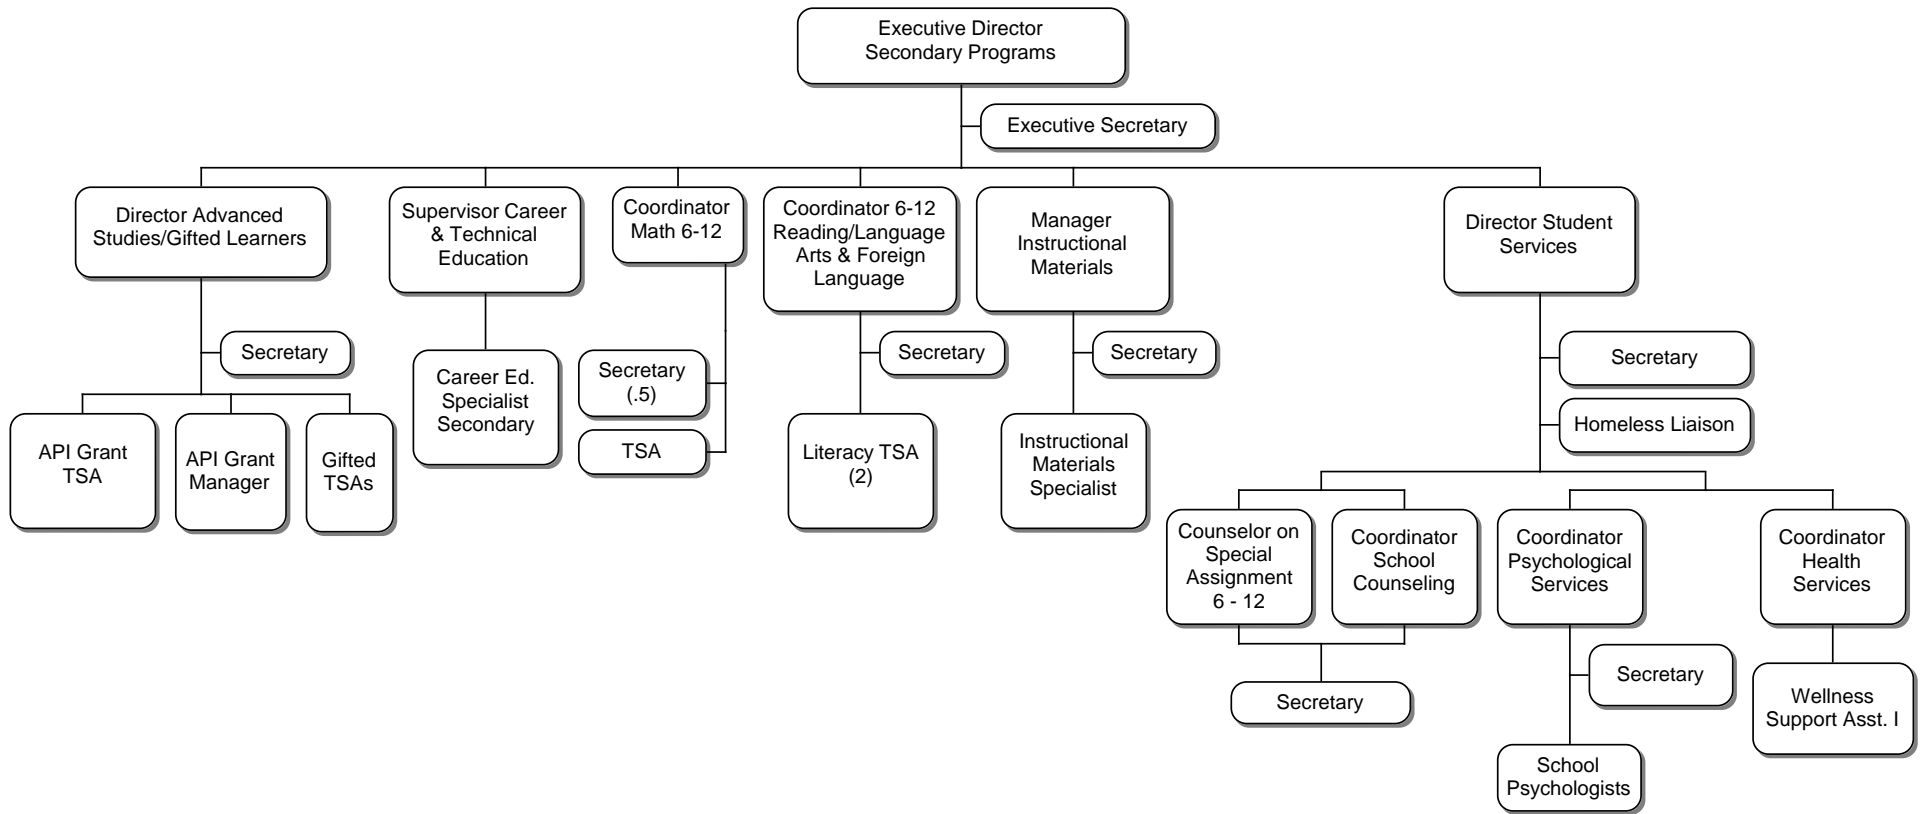 Executive Director
Secondary Programs
Executive Secretary
Director Advanced
Studies/Gifted Learners
Supervisor Career
& Technical
Education
Coordinator
Math 6-12
Coordinator 6-12
Reading/Language
Arts & Foreign
Language
Manager
Instructional
Materials
Director Student
Services
Secretary
Secretary
(.5)
Secretary
Secretary
Secretary
Career Ed.
Specialist
Secondary
Homeless Liaison
API Grant
TSA
API Grant
Manager
Gifted
TSAs
TSA
Literacy TSA
(2)
Instructional
Materials
Specialist
Counselor on
Special
Assignment
6 - 12
Coordinator
School
Counseling
Coordinator
Psychological
Services
Coordinator
Health
Services
Secretary
Secretary
Wellness
Support Asst. I
School
Psychologists